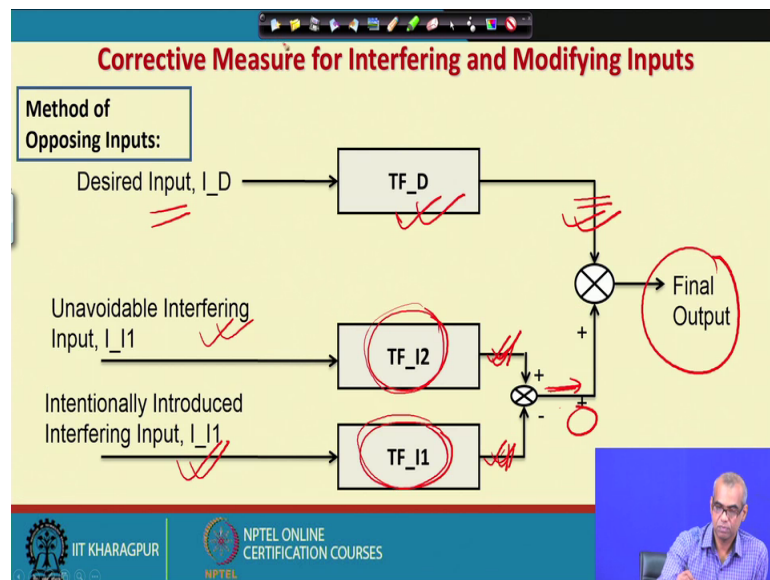 Corrective Measure for Interfering and Modifying Inputs
Method of
Opposing Inputs:
Desired Input, I_D
TF_D
Unavoidable Interfering
Input, I_I1
TF_I2
+
-
+
+
Final
Output
Intentionally Introduced
Interfering Input, I_I1
TF_I1
IIT KHARAGPUR
NPTEL
NPTEL ONLINE
CERTIFICATION COURSES